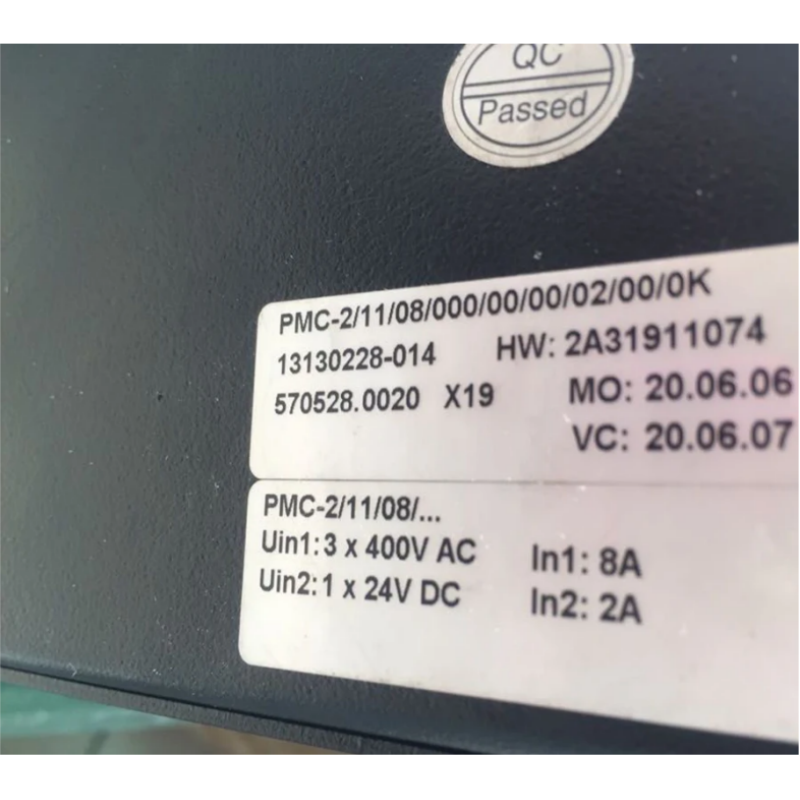 QC
Passed
PMC-2/11/08/000/00/00/02/00/0K
13130228-014 HW: 2A31911074
570528.0020 X19 MO: 20.06.06
VC: 20.06.07
PMC-2/11/08/...
Uin1: 3 x 400V AC In1: 8A
Uin2: 1 x 24V DC In2: 2A